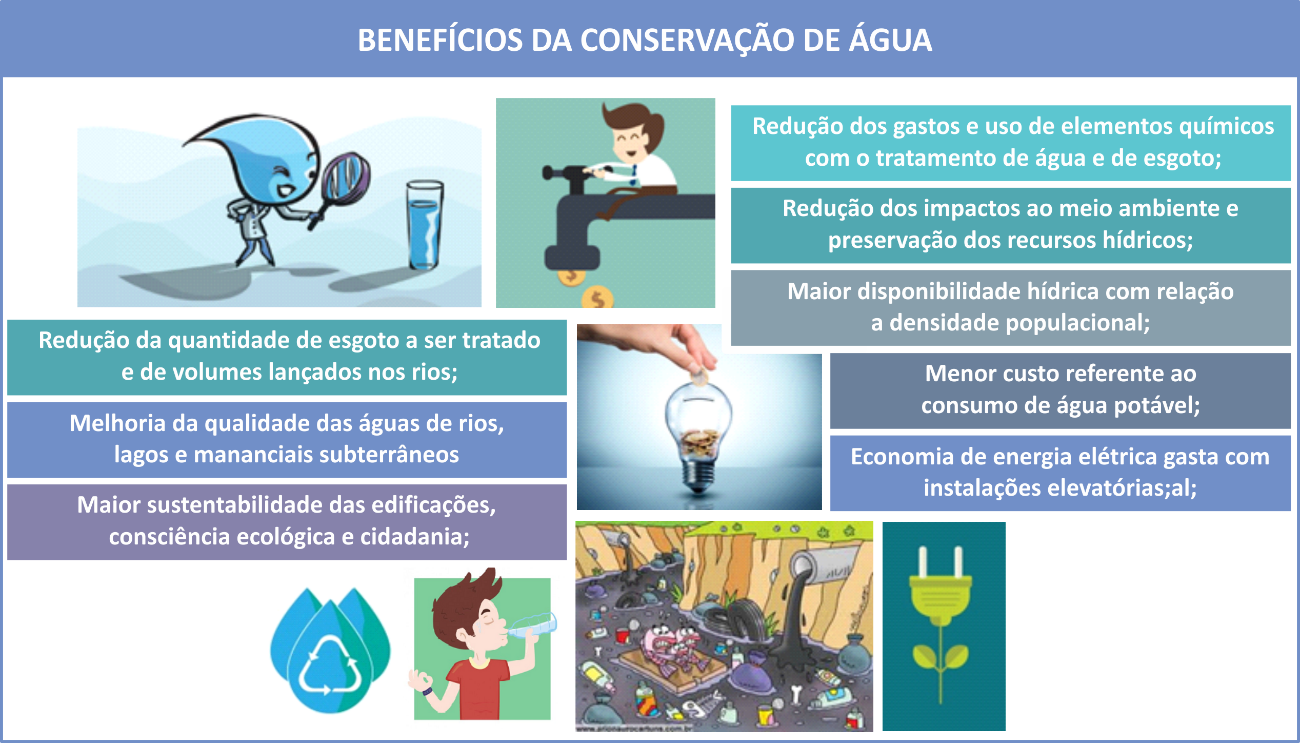 BENEFÍCIOS DA CONSERVAÇÃO DE ÁGUA
Redução dos gastos e uso de elementos químicos
com o tratamento de água e de esgoto;
Redução dos impactos ao meio ambiente e
preservação dos recursos hídricos;
Maior disponibilidade hídrica com relação
a densidade populacional;
Menor custo referente ao
consumo de água potável;
Economia de energia elétrica gasta com
instalações elevatórias;al;
Redução da quantidade de esgoto a ser tratado
e de volumes lançados nos rios;
Melhoria da qualidade das águas de rios,
lagos e mananciais subterrâneos
Maior sustentabilidade das edificações,
consciência ecológica e cidadania;
$
$
www.arionaurocartuns.com.br